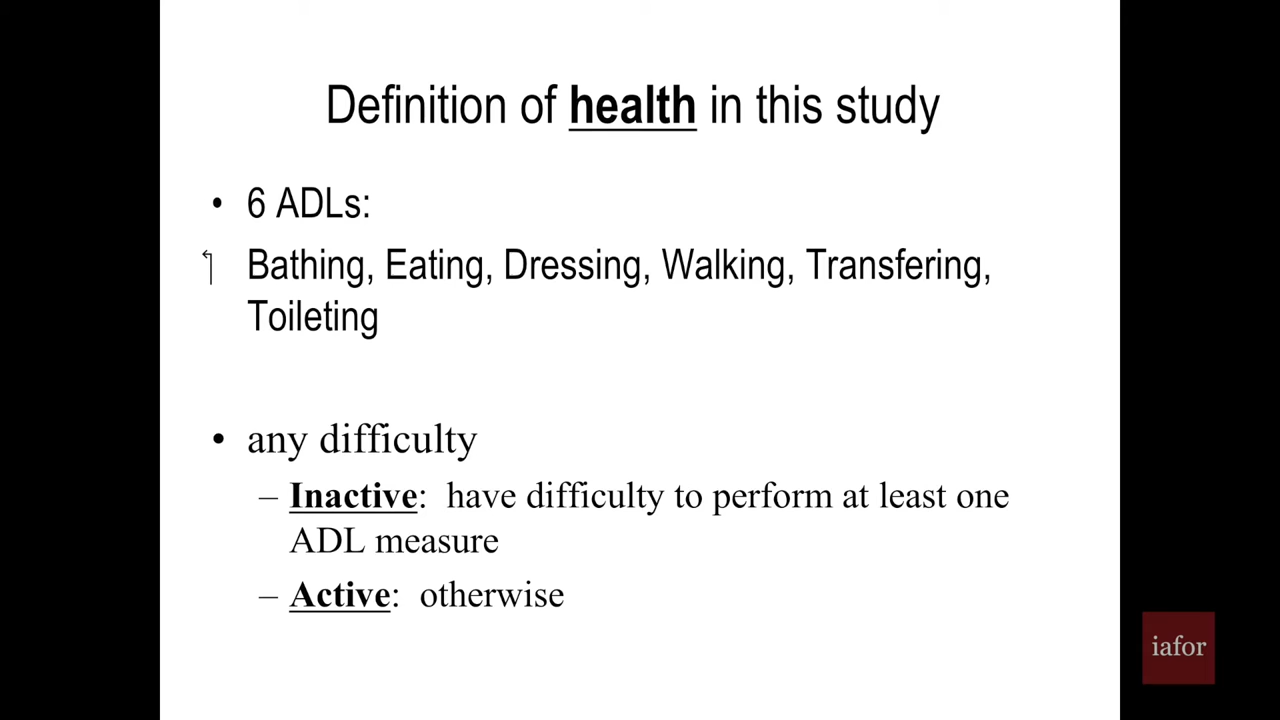 Definition of health in this study
• 6 ADLs:
Bathing, Eating, Dressing, Walking, Transfering,
Toileting
• any difficulty
– Inactive: have difficulty to perform at least one
ADL measure
– Active: otherwise
iafor